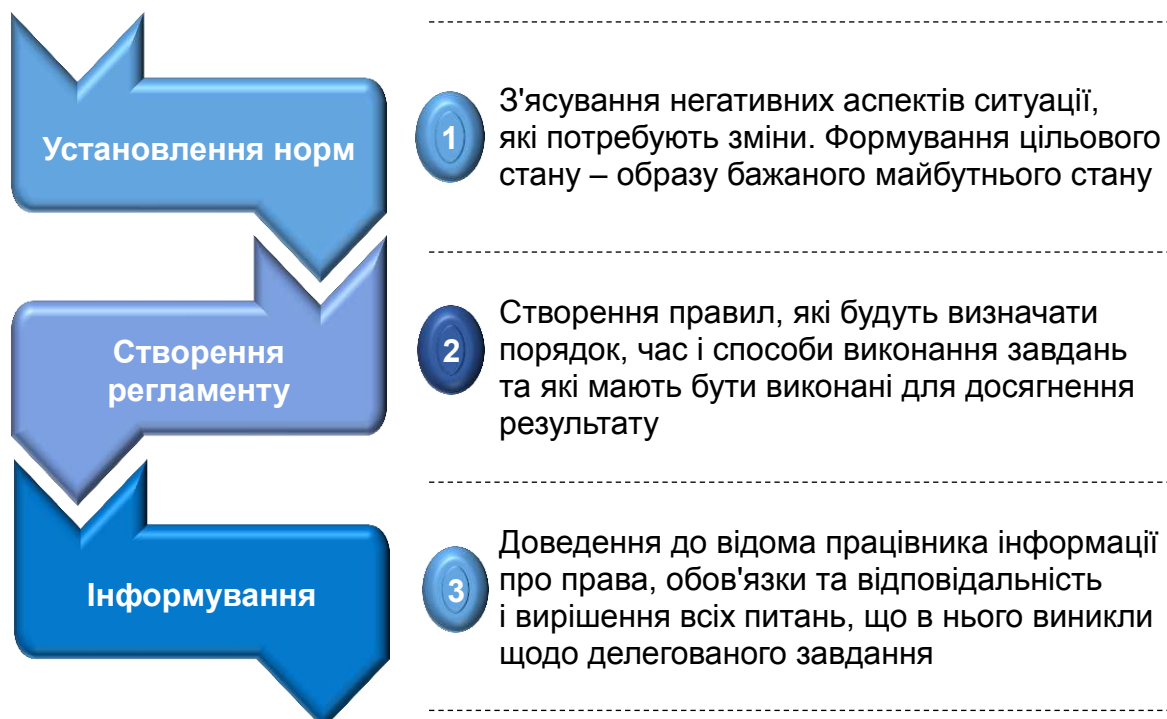 Установлення норм
1
З'ясування негативних аспектів ситуації,
які потребують зміни. Формування цільового
стану – образу бажаного майбутнього стану
Створення
регламенту
2
Створення правил, які будуть визначати
порядок, час і способи виконання завдань
та які мають бути виконані для досягнення
результату
Інформування
3
Доведення до відома працівника інформації
про права, обов'язки та відповідальність
і вирішення всіх питань, що в нього виникли
щодо делегованого завдання